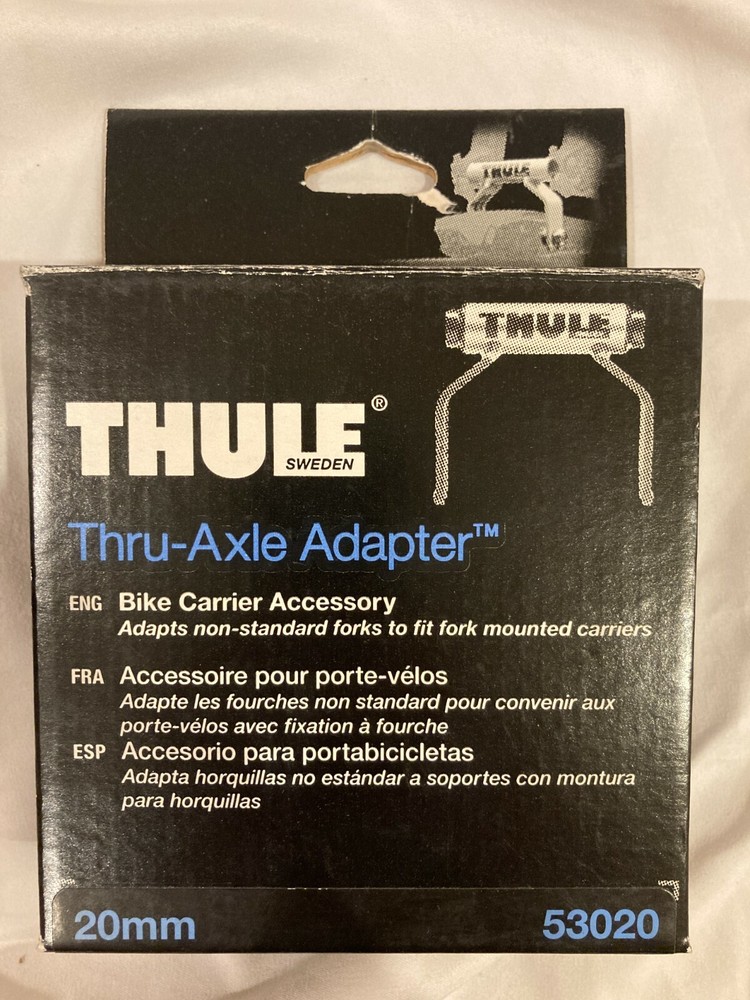 THULE
THULE
THULE®
SWEDEN
Thru-Axle Adapter™
ENG Bike Carrier Accessory
Adapts non-standard forks to fit fork mounted carriers
FRA Accessoire pour porte-vélos
Adapte les fourches non standard pour convenir aux
porte-vélos avec fixation à fourche
ESP Accesorio para portabicicletas
Adapta horquillas no estándar a soportes con montura
para horquillas
20mm 53020